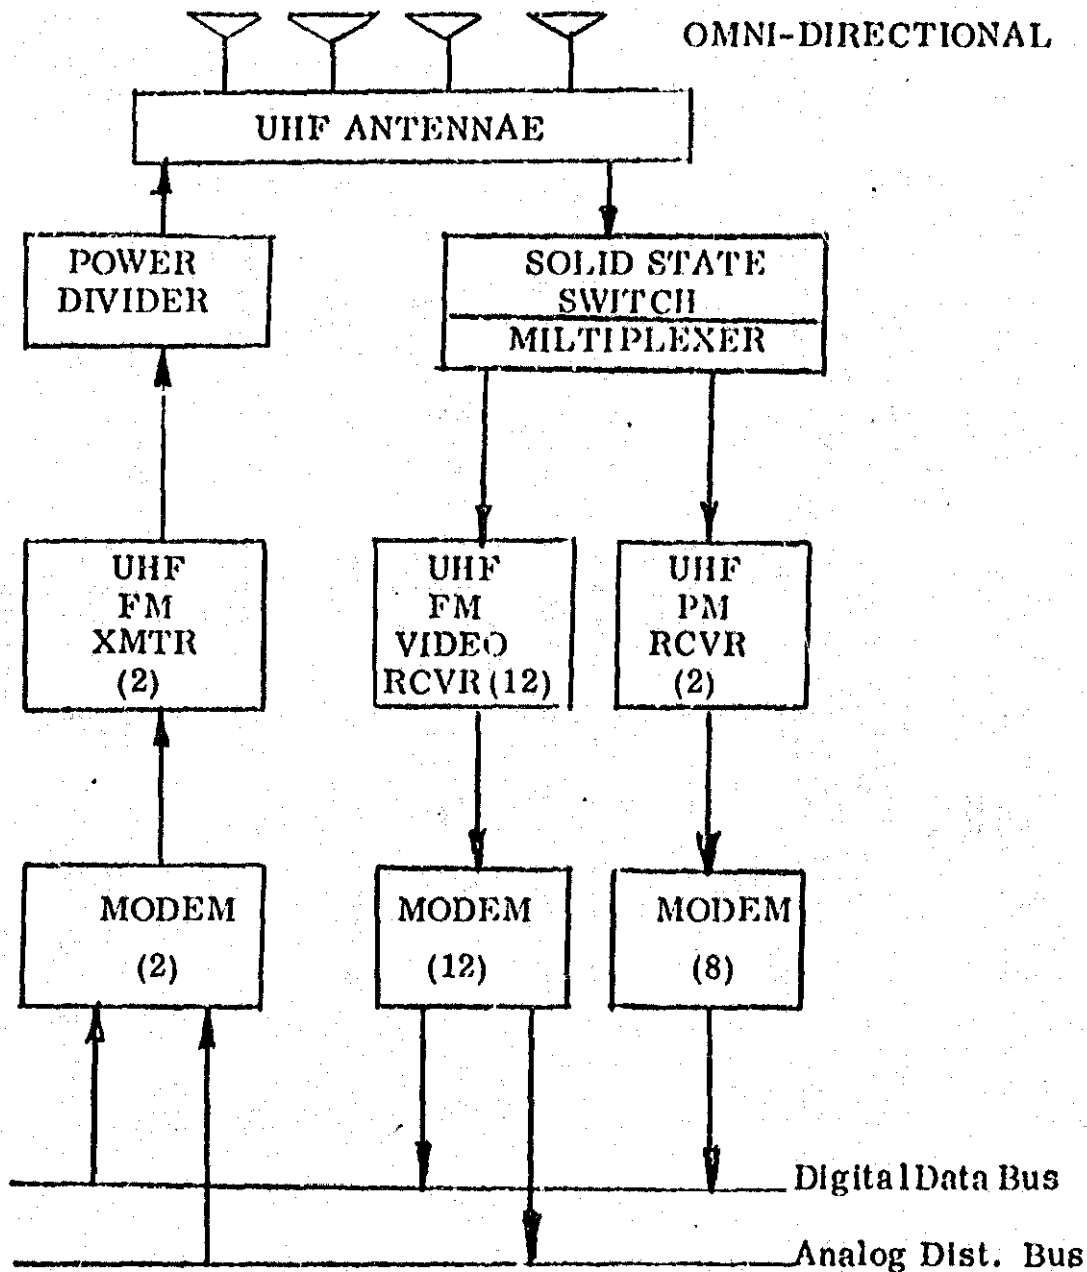 OMNI-DIRECTIONAL
UHF ANTENNAE
POWER
DIVIDER
SOLID STATE
SWITCH
MILTIPLEXER
UHF
FM
XMTR
(2)
UHF
FM
VIDEO
RCVR (12)
UHF
PM
RCVR
(2)
MODEM
(2)
MODEM
(12)
MODEM
(8)
Digital Data Bus
Analog Dist. Bus